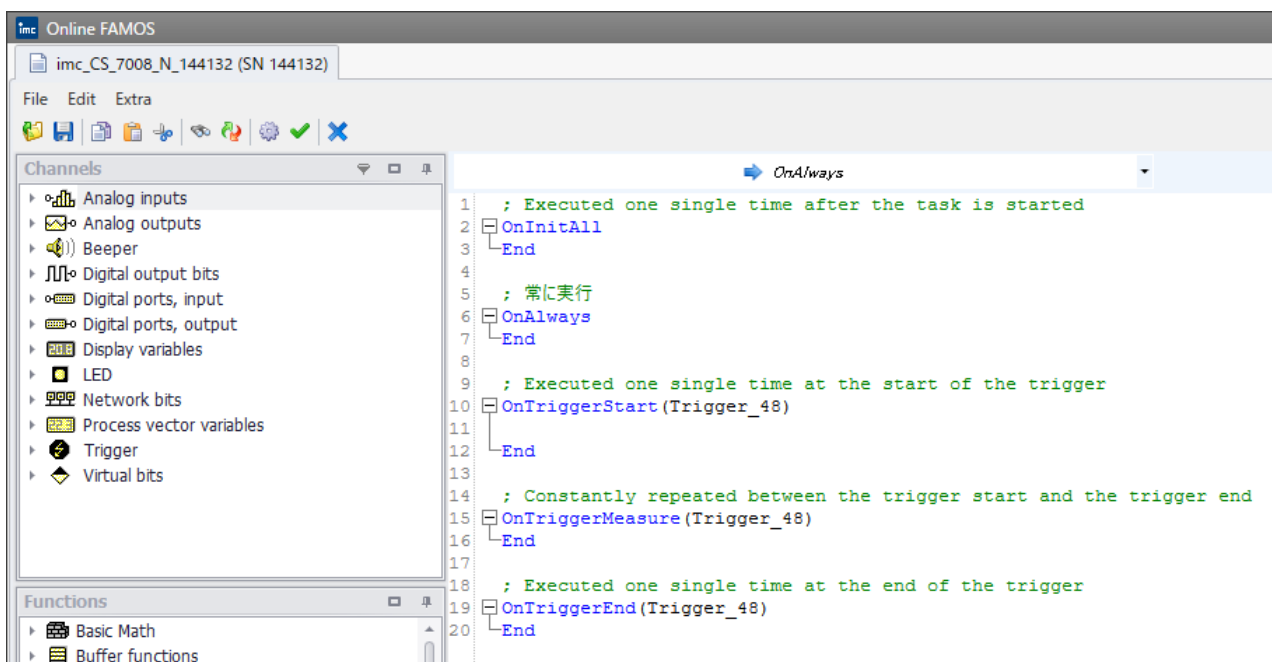 imc Online FAMOS
imc_CS_7008_N_144132 (SN 144132)
File Edit Extra
Channels
Analog inputs
Analog outputs
Beeper
Digital output bits
Digital ports, input
Digital ports, output
Display variables
LED
Network bits
Process vector variables
Trigger
Virtual bits
Functions
Basic Math
Buffer functions
OnAlways
1 ; Executed one single time after the task is started
2 OnInitAll
3 End
4
5 ; 常に実行
6 OnAlways
7 End
8
9 ; Executed one single time at the start of the trigger
10 OnTriggerStart(Trigger_48)
11
12 End
13
14 ; Constantly repeated between the trigger start and the trigger end
15 OnTriggerMeasure(Trigger_48)
16 End
17
18 ; Executed one single time at the end of the trigger
19 OnTriggerEnd(Trigger_48)
20 End